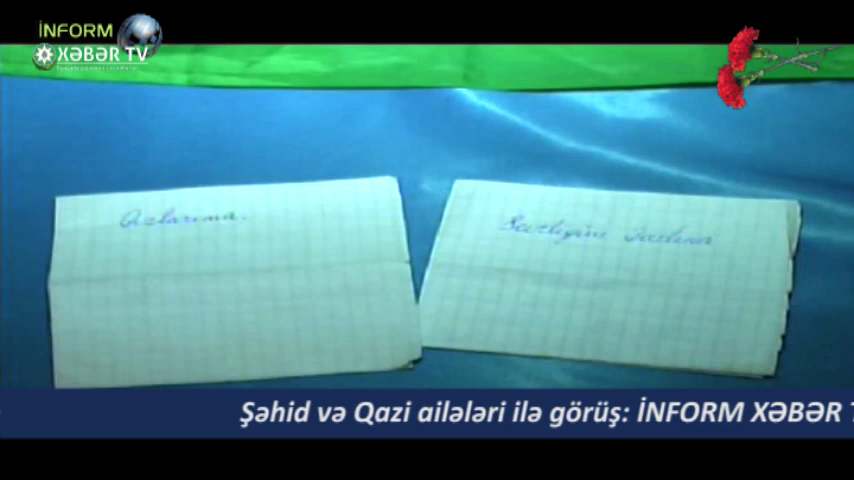 İNFORM
XƏBƏR TV
Qızlarıma.
Sevdiyim
Şəhid və Qazi ailələri ilə görüş: İNFORM XƏBƏR T